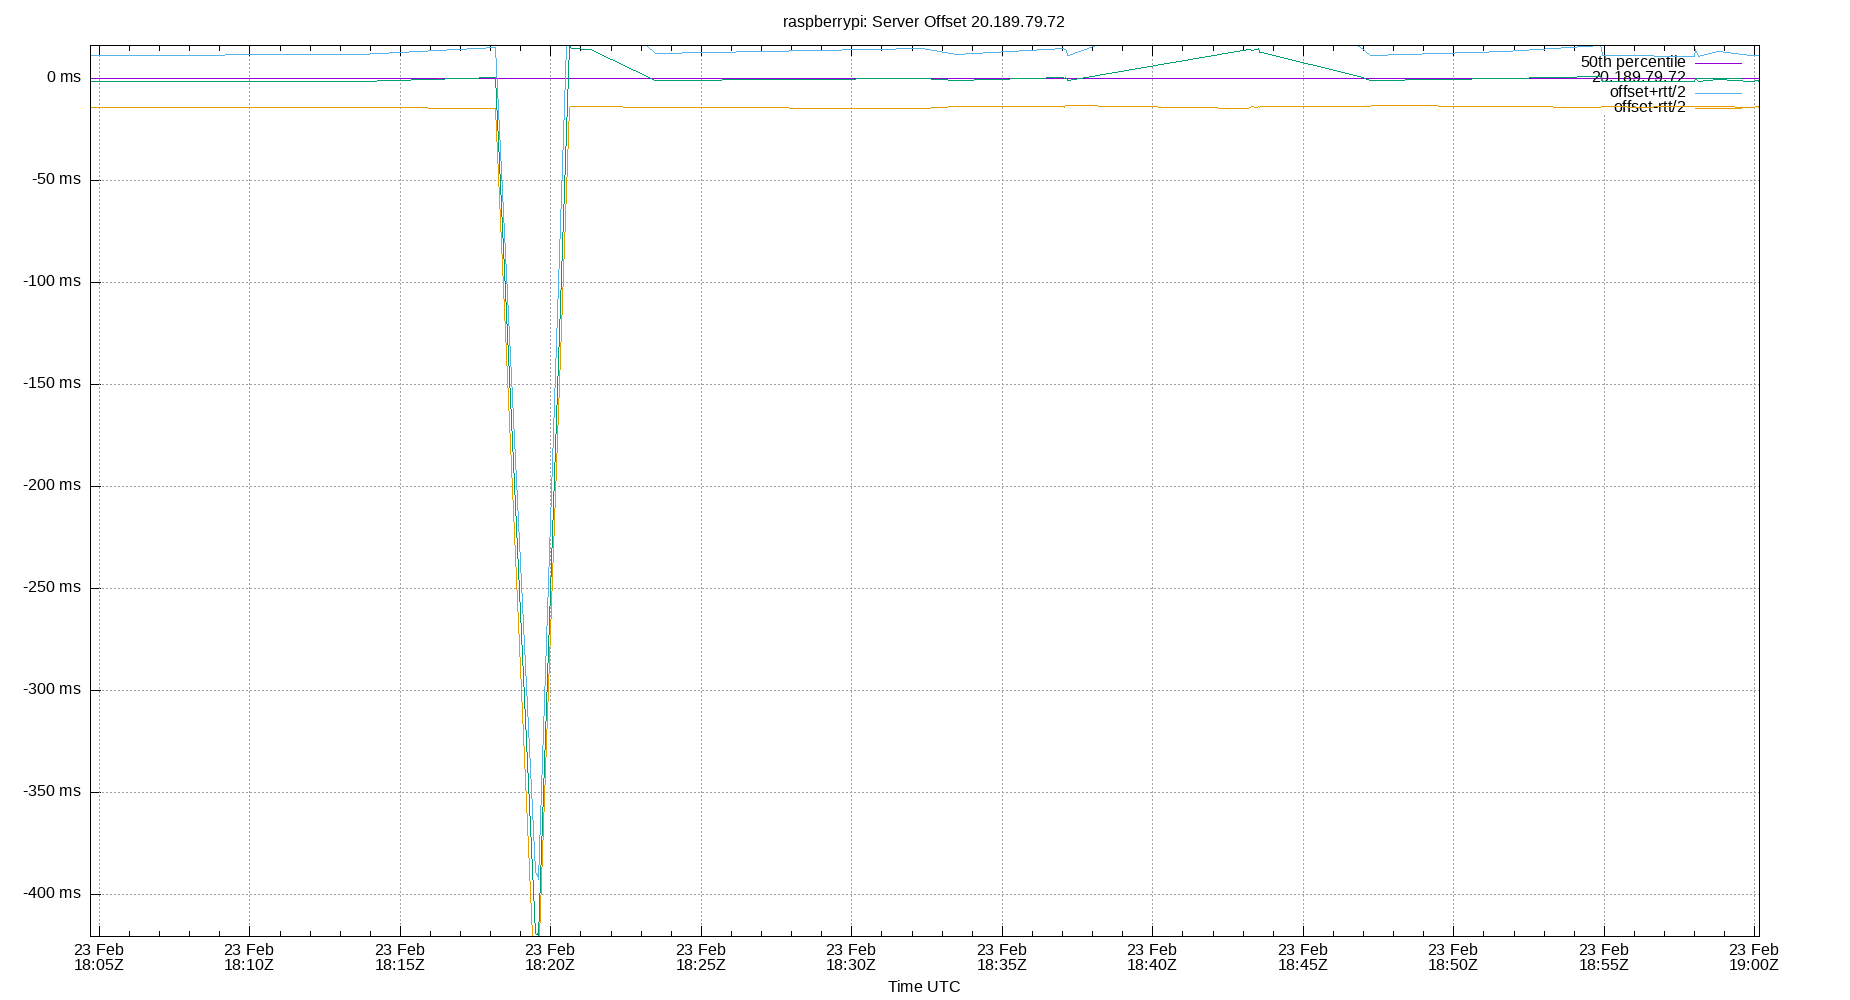 raspberrypi: Server Offset 20.189.79.72
0 ms
-50 ms
-100 ms
-150 ms
-200 ms
-250 ms
-300 ms
-350 ms
-400 ms
50th percentile
20.189.79.72
offset+rtt/2
offset-rtt/2
23 Feb 23 Feb 23 Feb 23 Feb 23 Feb 23 Feb 23 Feb 23 Feb 23 Feb 23 Feb 23 Feb 23 Feb
18:05Z 18:10Z 18:15Z 18:20Z 18:25Z 18:30Z 18:35Z 18:40Z 18:45Z 18:50Z 18:55Z 19:00Z
Time UTC